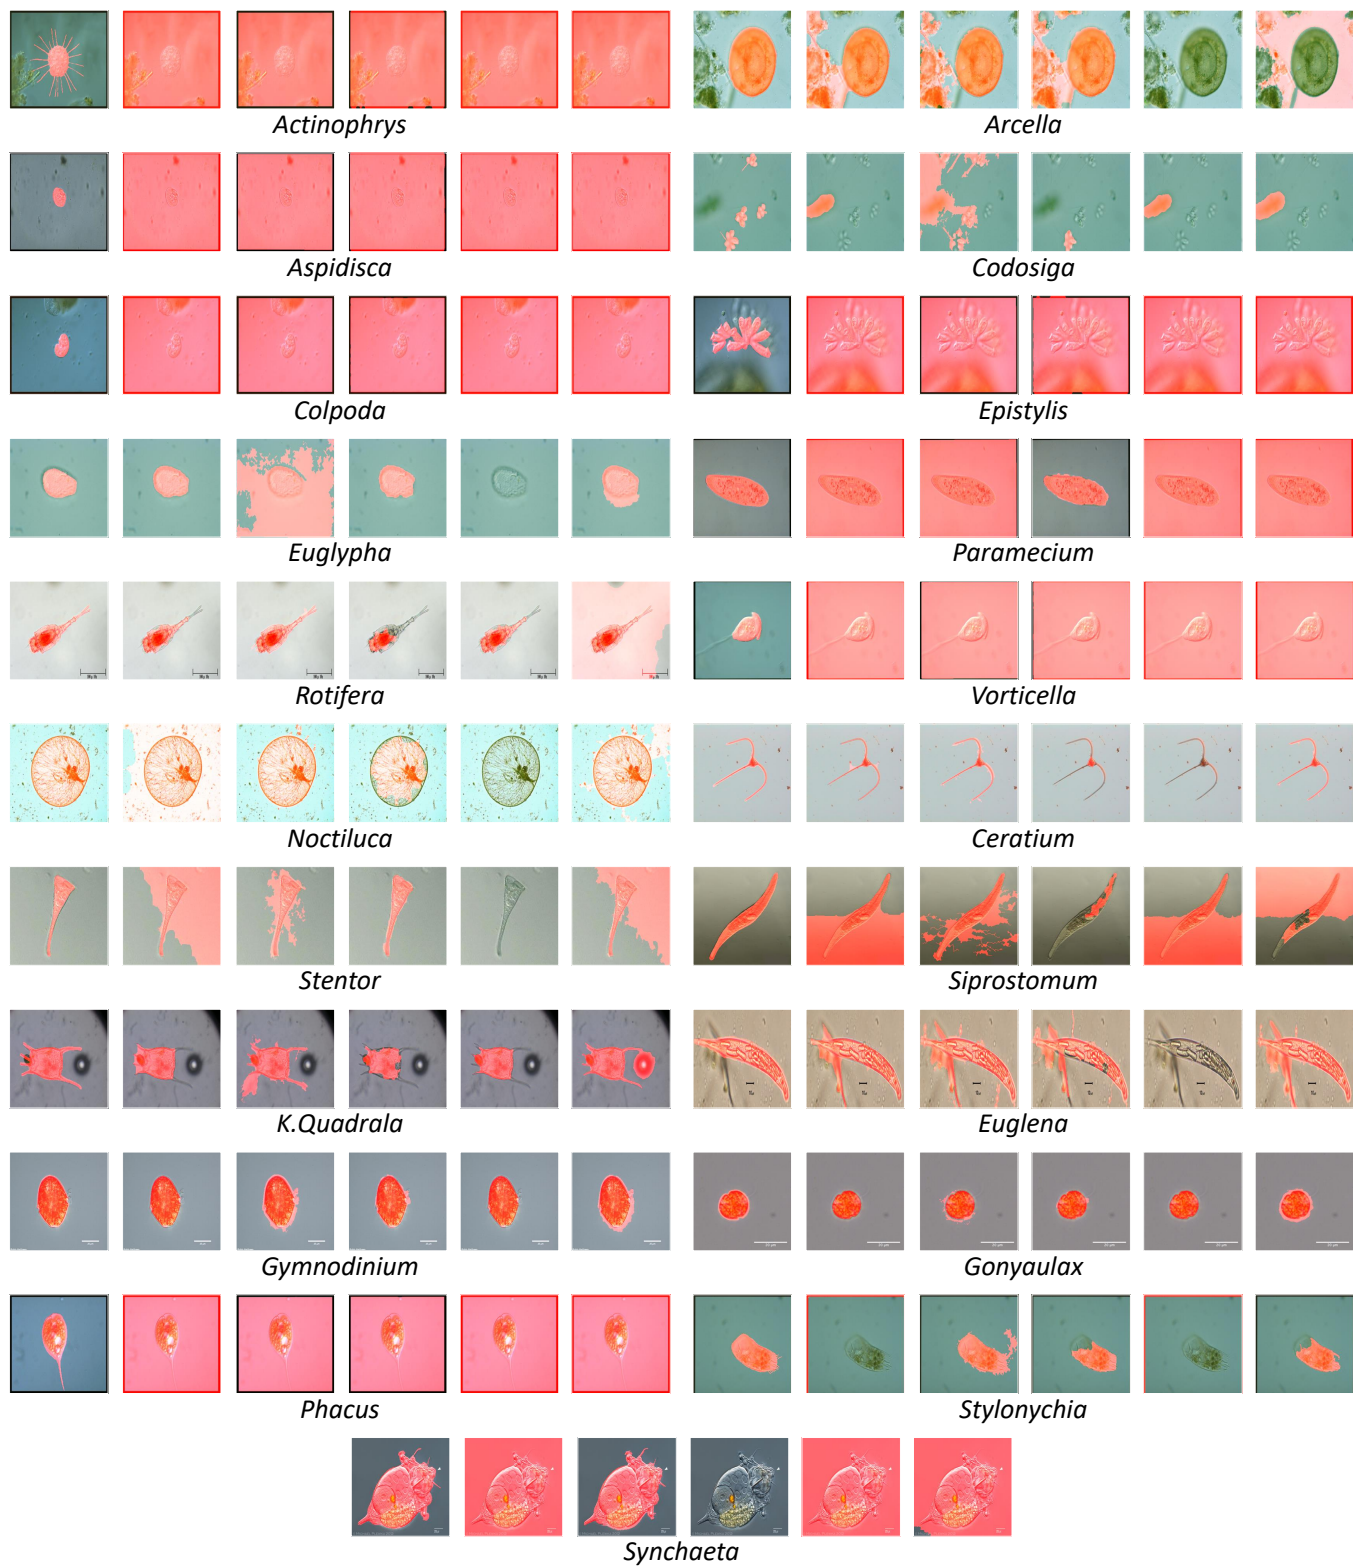 Actinophrys
Arcella
Aspidisca
Codosiga
Colpoda
Epistylis
Euglypha
Paramecium
Rotifera
Vorticella
Noctiluca
Ceratium
Stentor
Siprostomum
K.Quadrala
Euglena
Gymnodinium
Gonyaulax
Phacus
Stylonychia
Synchaeta